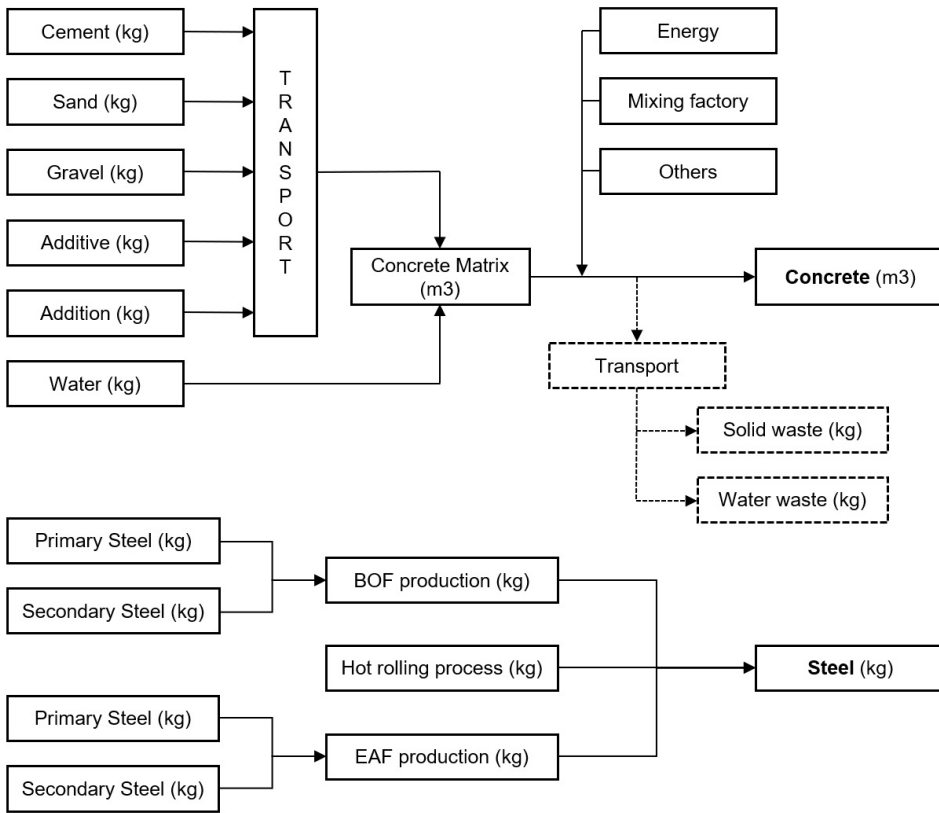 Cement (kg)
Sand (kg)
Gravel (kg)
Additive (kg)
Addition (kg)
Water (kg)
TRANSPORT
Concrete Matrix
(m3)
Energy
Mixing factory
Others
Concrete (m3)
Transport
Solid waste (kg)
Water waste (kg)
Primary Steel (kg)
Secondary Steel (kg)
BOF production (kg)
Hot rolling process (kg)
Primary Steel (kg)
Secondary Steel (kg)
EAF production (kg)
Steel (kg)